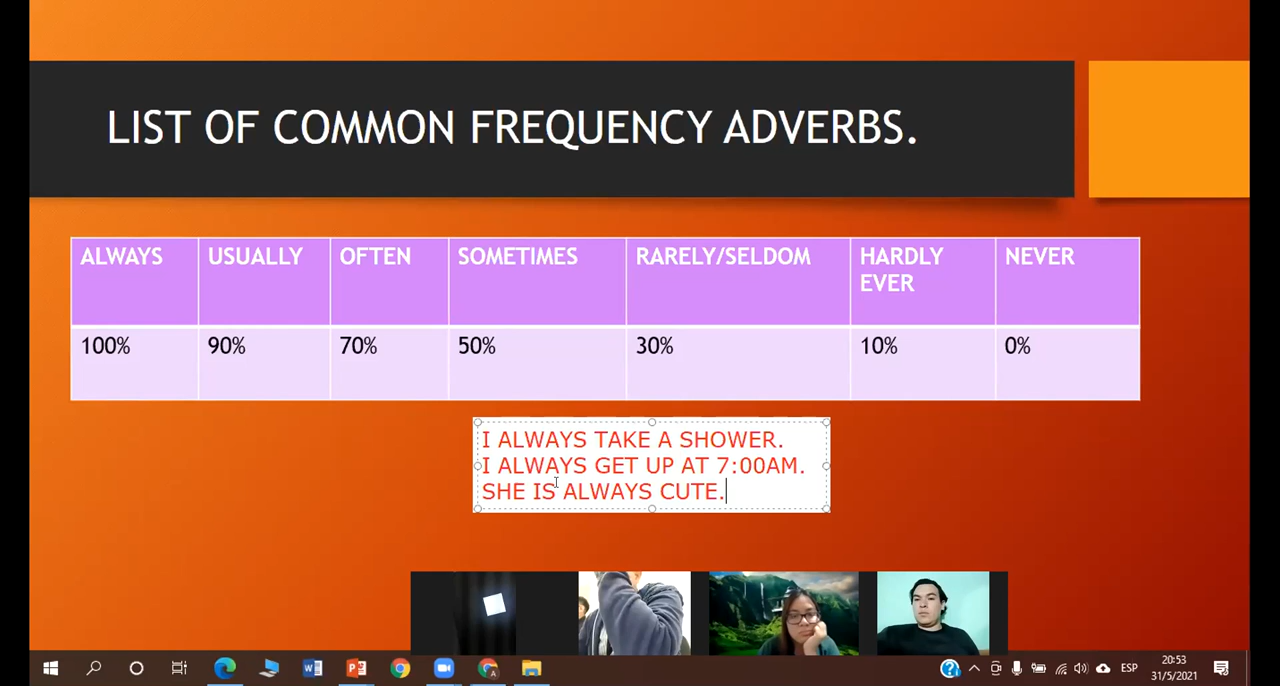 LIST OF COMMON FREQUENCY ADVERBS.
ALWAYS USUALLY OFTEN SOMETIMES RARELY/SELDOM HARDLY EVER NEVER
100% 90% 70% 50% 30% 10% 0%
I ALWAYS TAKE A SHOWER.
I ALWAYS GET UP AT 7:00AM.
SHE IS ALWAYS CUTE.
ESP
20:53
31/5/2021